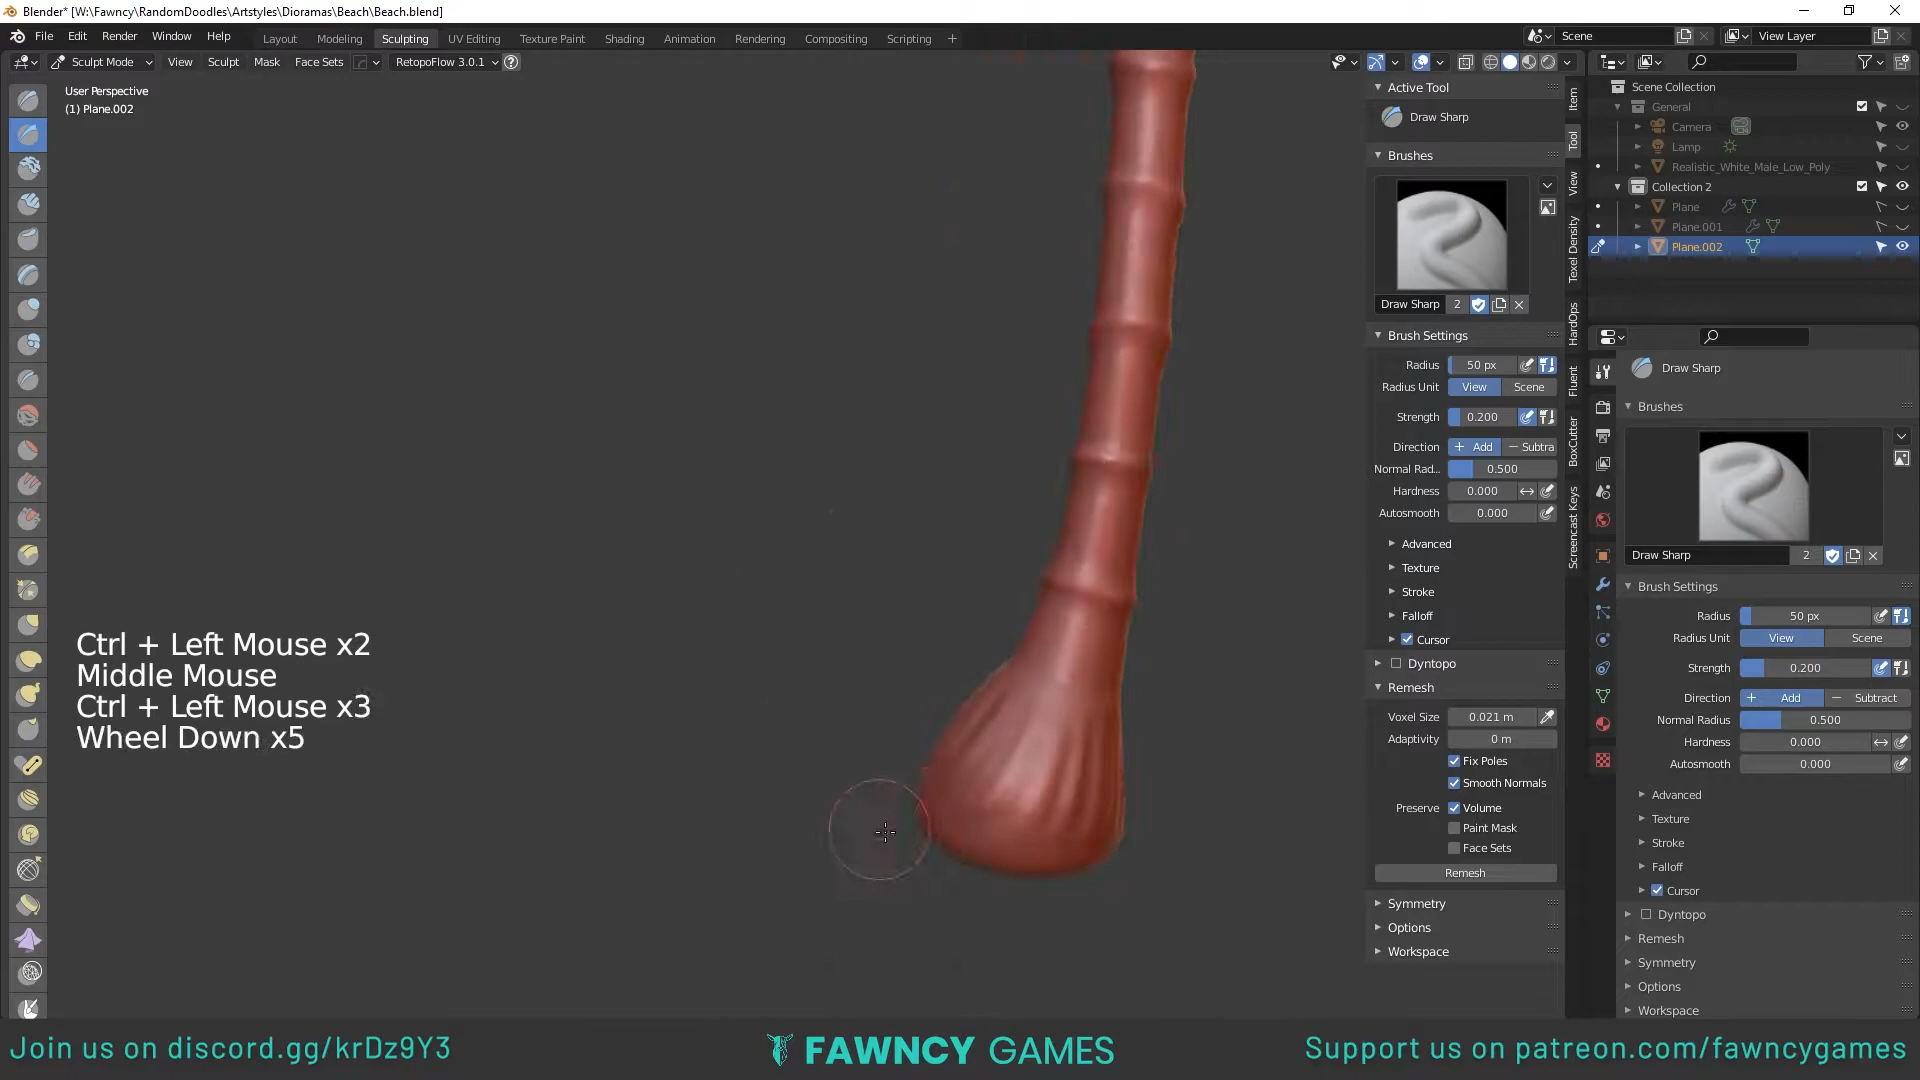 Blender* [W:\Fawncy\RandomDoodles\Artstyles\Dioramas\Beach\Beach.blend]
File Edit Render Window Help Layout Modeling Sculpting UV Editing Texture Paint Shading Animation Rendering Compositing Scripting + Scene View Layer
Sculpt Mode View Sculpt Mask Face Sets RetopoFlow 3.0.1 ?
User Perspective
(1) Plane.002
Active Tool
Draw Sharp
Brushes
Draw Sharp 2
Brush Settings
Radius 50 px
Radius Unit View Scene
Strength 0.200
Direction + Add − Subtra
Normal Rad... 0.500
Hardness 0.000
Autosmooth 0.000
Advanced
Texture
Stroke
Falloff
Cursor
Dyntopo
Remesh
Voxel Size 0.021 m
Adaptivity 0 m
Fix Poles
Smooth Normals
Preserve Volume
Paint Mask
Face Sets
Remesh
Symmetry
Options
Workspace
Item
Tool
View
Texel Density
HardOps
Fluent
BoxCutter
Screencast Keys
Scene Collection
General
Camera
Lamp
Realistic_White_Male_Low_Poly
Collection 2
Plane
Plane.001
Plane.002
Draw Sharp
Brushes
Draw Sharp 2
Brush Settings
Radius 50 px
Radius Unit View Scene
Strength 0.200
Direction + Add − Subtract
Normal Radius 0.500
Hardness 0.000
Autosmooth 0.000
Advanced
Texture
Stroke
Falloff
Cursor
Dyntopo
Remesh
Symmetry
Options
Workspace
Ctrl + Left Mouse x2
Middle Mouse
Ctrl + Left Mouse x3
Wheel Down x5
Join us on discord.gg/krDz9Y3
FAWNCY GAMES
Support us on patreon.com/fawncygames